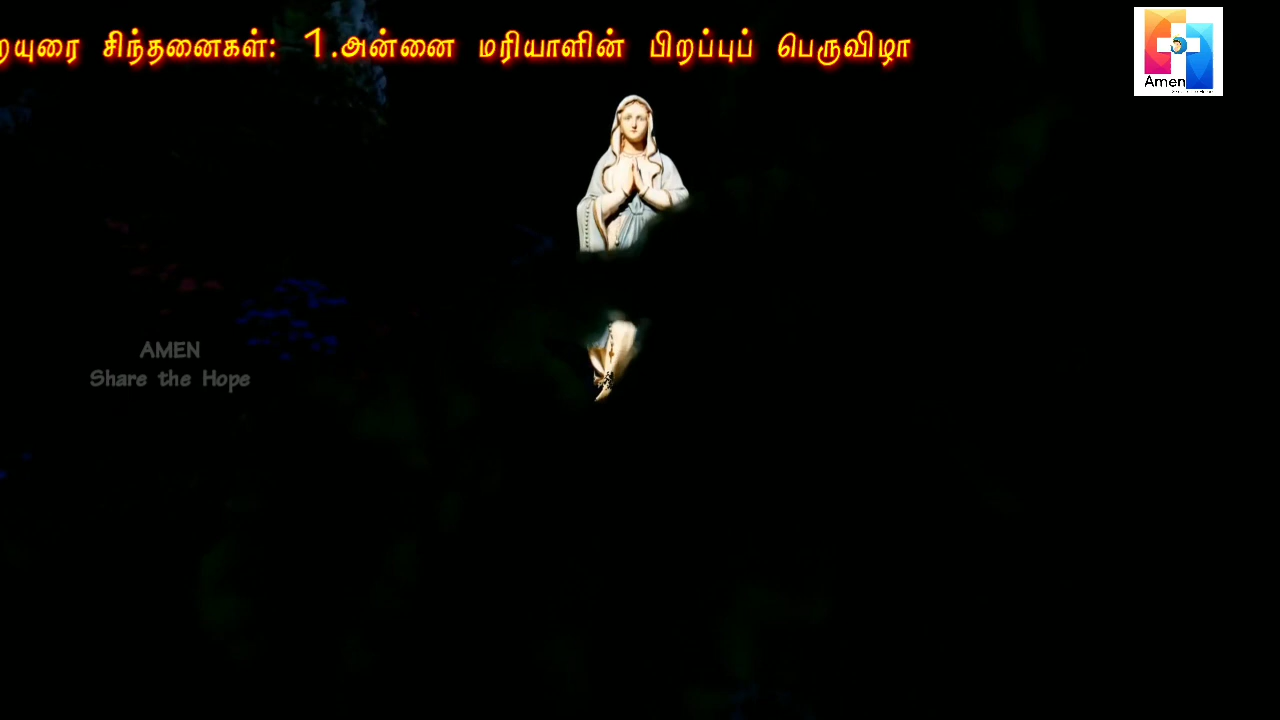 றயுரை சிந்தனைகள்: 1.அன்னை மரியாளின் பிறப்புப் பெருவிழா
Amen
AMEN
Share the Hope